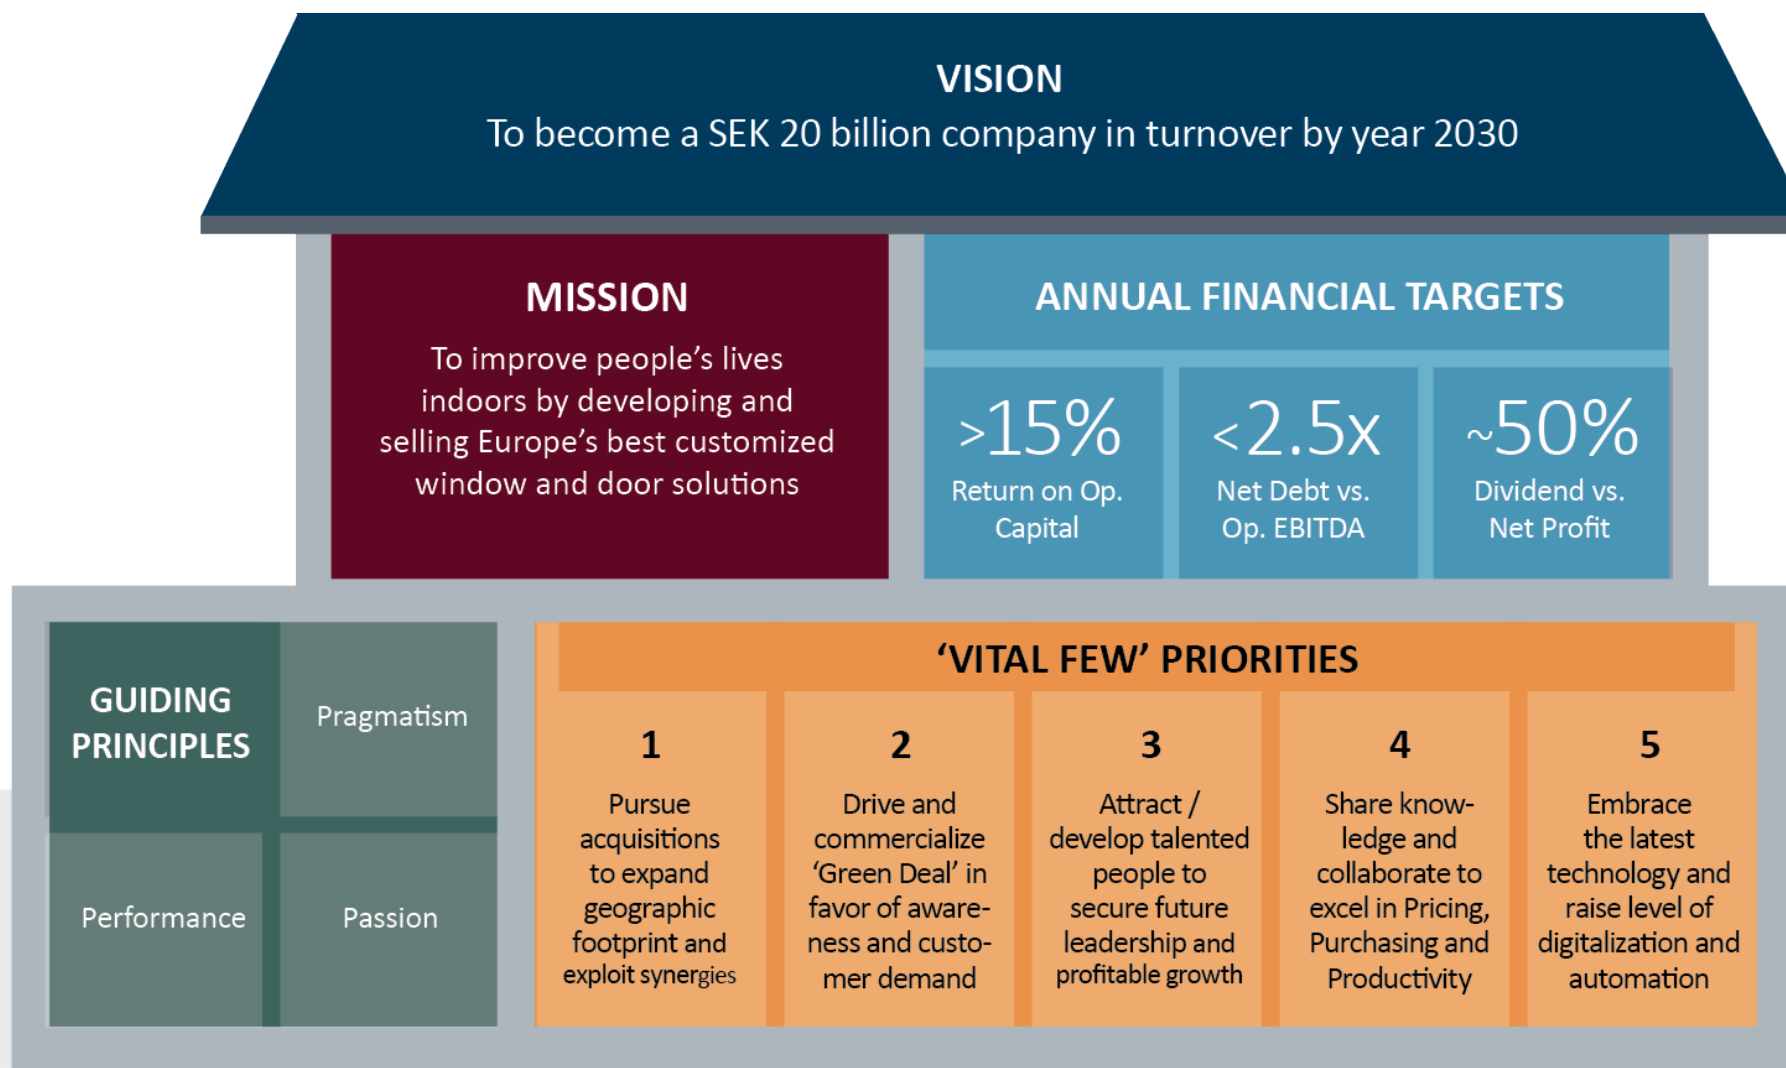 VISION
To become a SEK 20 billion company in turnover by year 2030
MISSION
To improve people’s lives
indoors by developing and
selling Europe’s best customized
window and door solutions
ANNUAL FINANCIAL TARGETS
>15%
Return on Op.
Capital
<2.5x
Net Debt vs.
Op. EBITDA
~50%
Dividend vs.
Net Profit
GUIDING
PRINCIPLES
Pragmatism
Performance
Passion
‘VITAL FEW’ PRIORITIES
1
Pursue
acquisitions
to expand
geographic
footprint and
exploit synergies
2
Drive and
commercialize
‘Green Deal’ in
favor of aware-
ness and custo-
mer demand
3
Attract /
develop talented
people to
secure future
leadership and
profitable growth
4
Share know-
ledge and
collaborate to
excel in Pricing,
Purchasing and
Productivity
5
Embrace
the latest
technology and
raise level of
digitalization and
automation